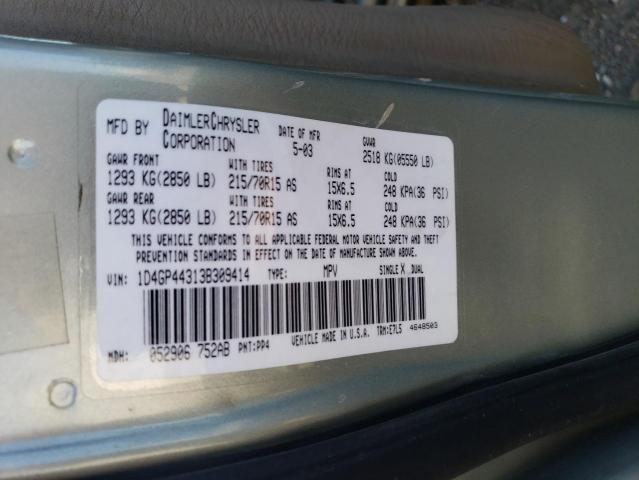 MFD BY DAIMLERCHRYSLER CORPORATION DATE OF MFR 5-03 GVWR 2518 KG(05550 LB)
GAWR FRONT WITH TIRES RIMS AT COLD
1293 KG(2850 LB) 215/70R15 AS 15X6.5 248 KPA(36 PSI)
GAWR REAR WITH TIRES RIMS AT COLD
1293 KG(2850 LB) 215/70R15 AS 15X6.5 248 KPA(36 PSI)
THIS VEHICLE CONFORMS TO ALL APPLICABLE FEDERAL MOTOR VEHICLE SAFETY AND THEFT
PREVENTION STANDARDS IN EFFECT ON THE DATE OF MANUFACTURE SHOWN ABOVE.
VIN: 1D4GP44313B309414 TYPE: MPV SINGLE X DUAL
VEHICLE MADE IN U.S.A. TRM:E7L5 4648503
MDH: 052906 752AB PNT:PP4